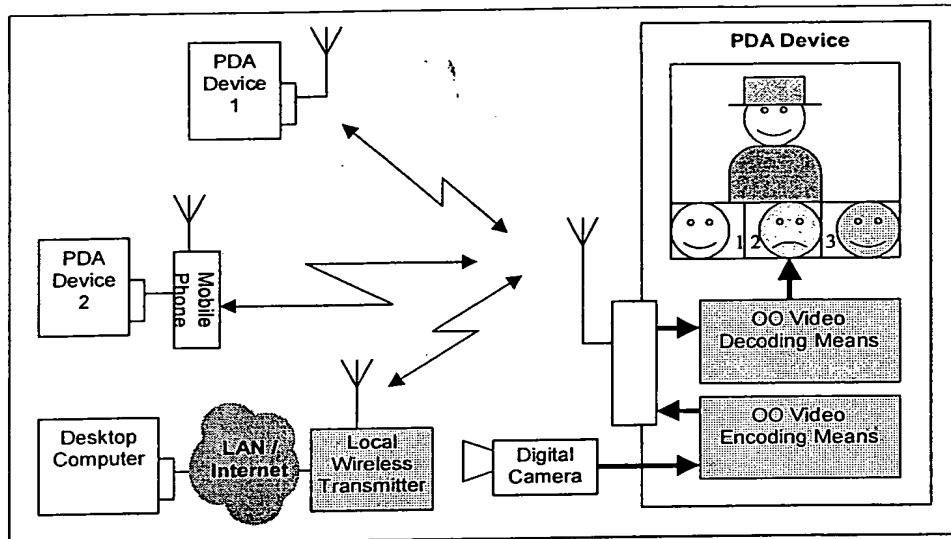 PDA Device
PDA
Device
1
1
2
3
PDA
Device
2
Mobile
Phone
OO Video
Decoding Means
OO Video
Encoding Means
Desktop
Computer
LAN /
Internet
Local
Wireless
Transmitter
Digital
Camera